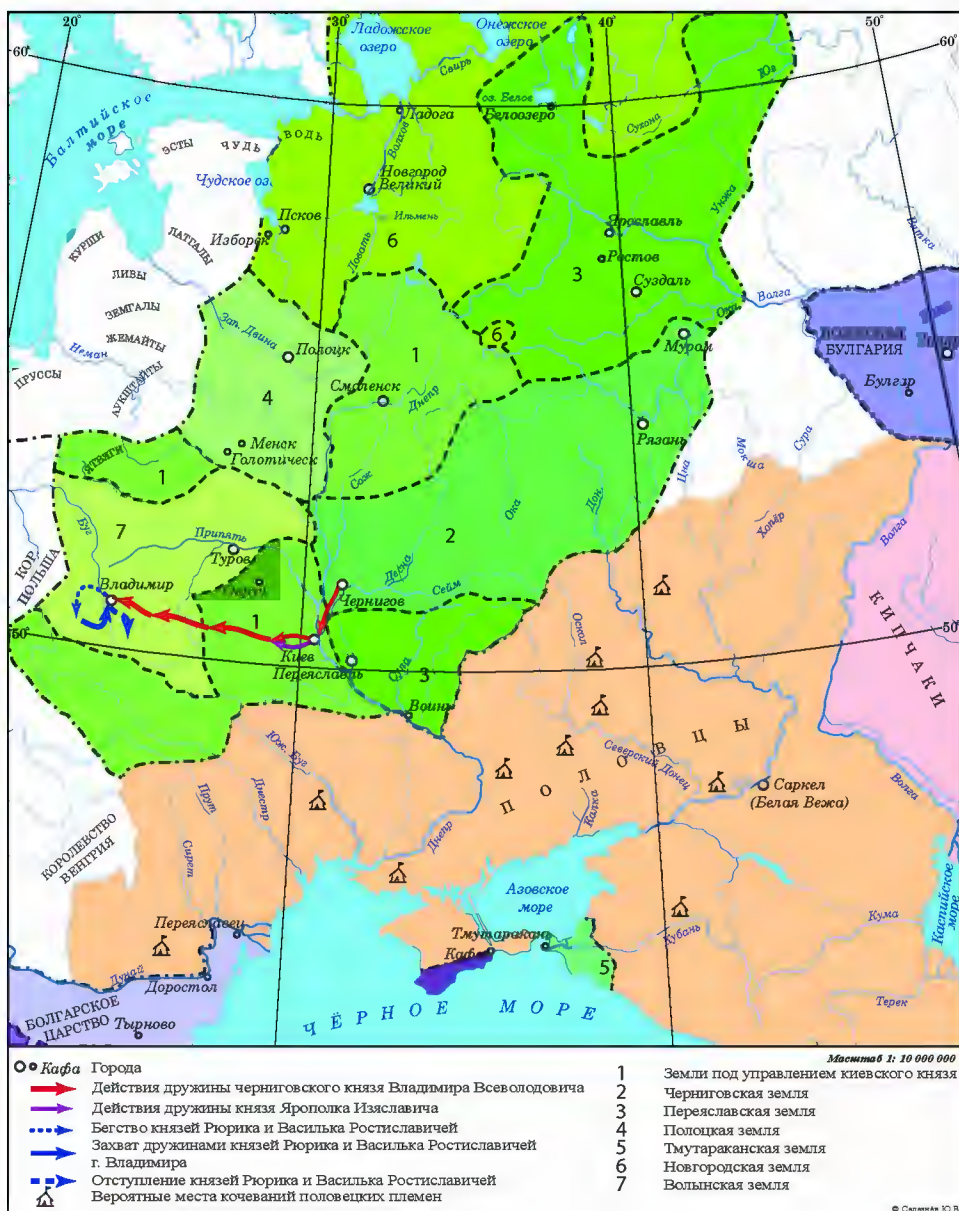 20° 30° 40° 50°
60° 60°
Ладожское
озеро
Онежское
озеро
Свирь
Юг
оз. Белое
Белоозеро
Сухона
Балтийское
море
ВОДЬ
Ладога
Волхов
ЭСТЫ
ЧУДЬ
Чудское оз.
Новгород
Великий
Псков
Изборск
Ильмень
Ловать
6
Ярославль
Ростов
3
Суздаль
Унжа
Вятка
КУРШИ
ЛАТГАЛЫ
ЛИВЫ
ЗЕМГАЛЫ
ЖЕМАЙТЫ
Неман
ПРУССЫ
АУКШТАЙТЫ
Зап. Двина
Полоцк
1
6
Волга
Ока
Муром
БУЛГАРИЯ
Булгар
Смоленск
Днепр
4
Менск
Голотическ
Рязань
ЯТВЯГИ
1
Сож
Ока
Дон
Цна
Мокша
Сура
Хопёр
Волга
2
7
Буг
Припять
Туров
КОР.
ПОЛЬША
Владимир
Десна
Сейм
Чернигов
1
50° 50°
Киев
Переяславль
Сула
3
Воинь
Оскол
КИПЧАКИ
ПОЛОВЦЫ
Юж. Буг
Северский Донец
Саркел
(Белая Вежа)
Волга
Прут
Днестр
Днепр
Калка
КОРОЛЕВСТВО
ВЕНГРИЯ
Сирет
Азовское
море
Каспийское
море
Переяславец
Тмутаракань
Кафа
Кубань
Кума
5
Дунай
Доростол
Терек
БОЛГАРСКОЕ
ЦАРСТВО
Тырново
ЧЁРНОЕ МОРЕ
Масштаб 1: 10 000 000
Кафа Города
Действия дружины черниговского князя Владимира Всеволодовича
Действия дружины князя Ярополка Изяславича
Бегство князей Рюрика и Василька Ростиславичей
Захват дружинами князей Рюрика и Василька Ростиславичей
г. Владимира
Отступление князей Рюрика и Василька Ростиславичей
Вероятные места кочеваний половецких племен
1 Земли под управлением киевского князя
2 Черниговская земля
3 Переяславская земля
4 Полоцкая земля
5 Тмутараканская земля
6 Новгородская земля
7 Волынская земля